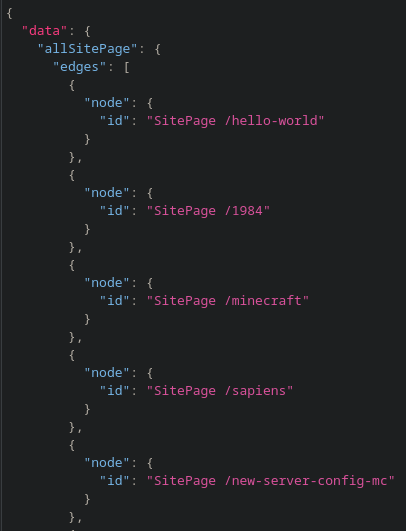 {
  "data": {
    "allSitePage": {
      "edges": [
        {
          "node": {
            "id": "SitePage /hello-world"
          }
        },
        {
          "node": {
            "id": "SitePage /1984"
          }
        },
        {
          "node": {
            "id": "SitePage /minecraft"
          }
        },
        {
          "node": {
            "id": "SitePage /sapiens"
          }
        },
        {
          "node": {
            "id": "SitePage /new-server-config-mc"
          }
        },